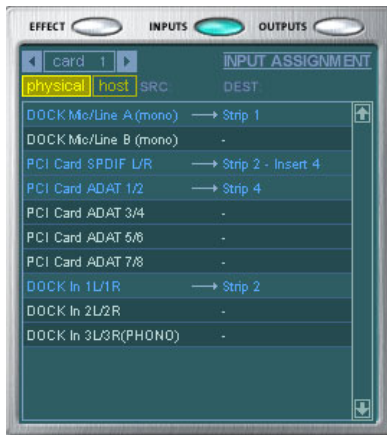 EFFECT INPUTS OUTPUTS
card 1 INPUT ASSIGNMENT
physical host SRC: DEST:
DOCK Mic/Line A (mono) → Strip 1
DOCK Mic/Line B (mono) -
PCI Card SPDIF L/R → Strip 2 - Insert 4
PCI Card ADAT 1/2 → Strip 4
PCI Card ADAT 3/4 -
PCI Card ADAT 5/6 -
PCI Card ADAT 7/8 -
DOCK In 1L/1R → Strip 2
DOCK In 2L/2R -
DOCK In 3L/3R(PHONO) -